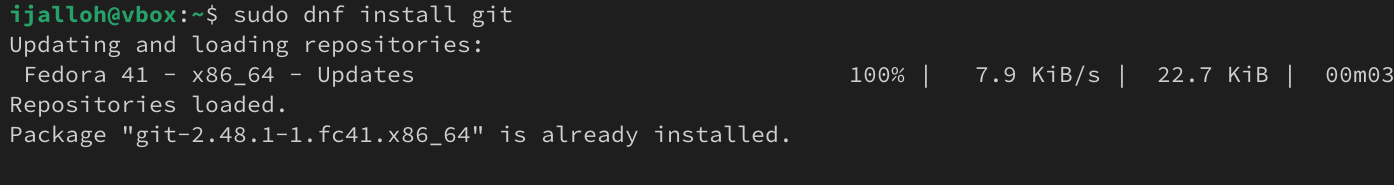 ijalloh@vbox:~$ sudo dnf install git
Updating and loading repositories:
 Fedora 41 - x86_64 - Updates 100% | 7.9 KiB/s | 22.7 KiB | 00m03
Repositories loaded.
Package "git-2.48.1-1.fc41.x86_64" is already installed.